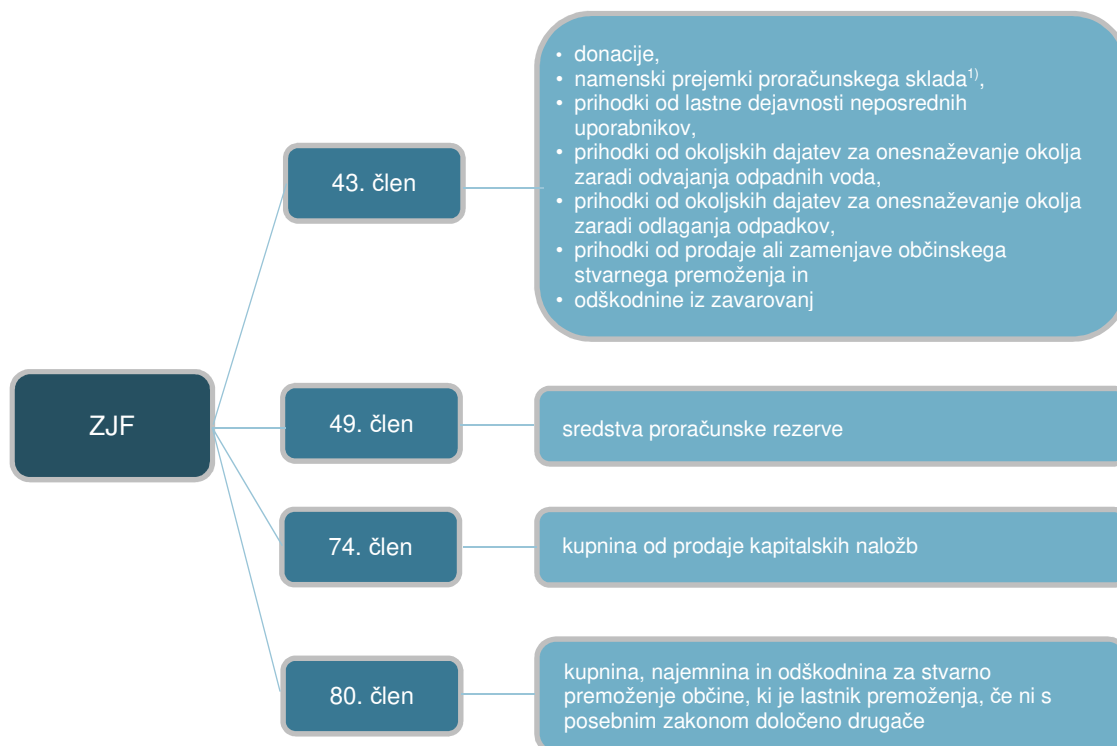 ZJF
43. člen
• donacije,
• namenski prejemki proračunskega sklada¹⁾,
• prihodki od lastne dejavnosti neposrednih
uporabnikov,
• prihodki od okoljskih dajatev za onesnaževanje okolja
zaradi odvajanja odpadnih voda,
• prihodki od okoljskih dajatev za onesnaževanje okolja
zaradi odlaganja odpadkov,
• prihodki od prodaje ali zamenjave občinskega
stvarnega premoženja in
• odškodnine iz zavarovanj
49. člen
sredstva proračunske rezerve
74. člen
kupnina od prodaje kapitalskih naložb
80. člen
kupnina, najemnina in odškodnina za stvarno
premoženje občine, ki je lastnik premoženja, če ni s
posebnim zakonom določeno drugače